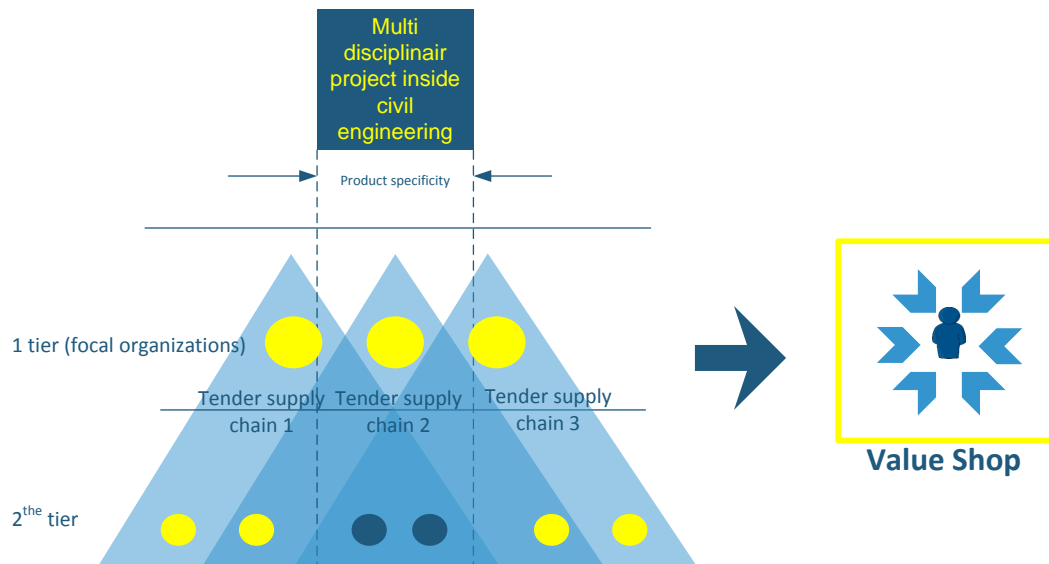 Multi
disciplinair
project inside
civil
engineering
Product specificity
1 tier (focal organizations)
Tender supply
chain 1
Tender supply
chain 2
Tender supply
chain 3
2the tier
Value Shop